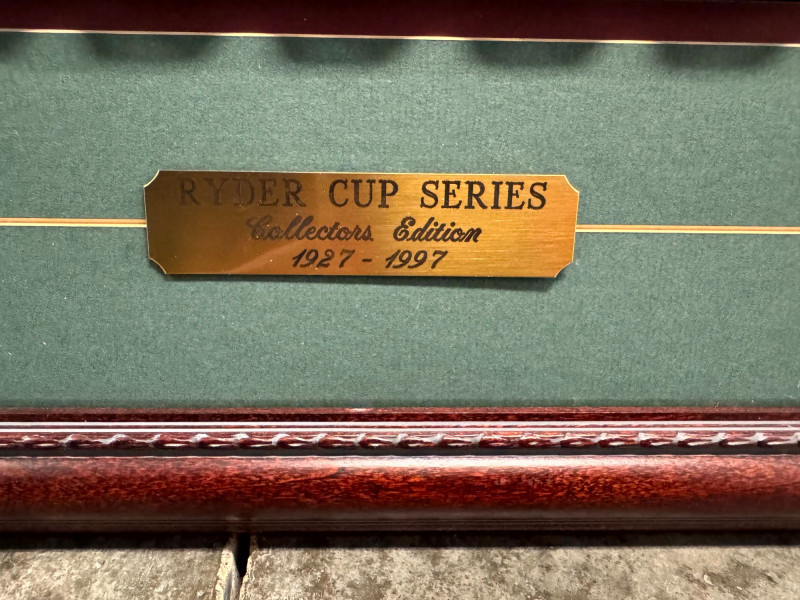 RYDER CUP SERIES
Collectors Edition
1927 - 1997